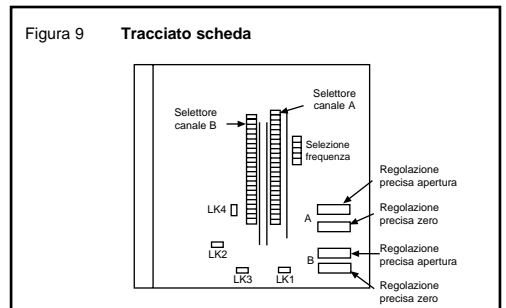 Figura 9 Tracciato scheda
Selettore
canale A
Selettore
canale B
Selezione
frequenza
Regolazione
precisa apertura
LK4
A
Regolazione
precisa zero
LK2
B
Regolazione
precisa apertura
LK3
LK1
Regolazione
precisa zero